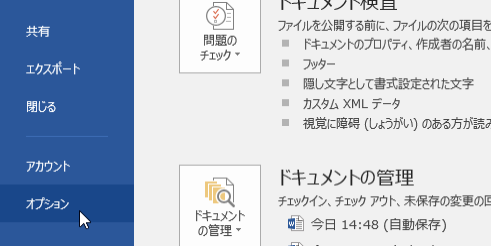 共有
エクスポート
閉じる
アカウント
オプション
問題の
チェック
ドキュメント検査
ファイルを公開する前に、ファイルの次の項目を
ドキュメントのプロパティ、作成者の名前、
フッター
隠し文字として書式設定された文字
カスタム XML データ
視覚に障碍 (しょうがい) のある方が読み
ドキュメント
の管理
ドキュメントの管理
チェックイン、チェック アウト、未保存の変更の回
今日 14:48 (自動保存)